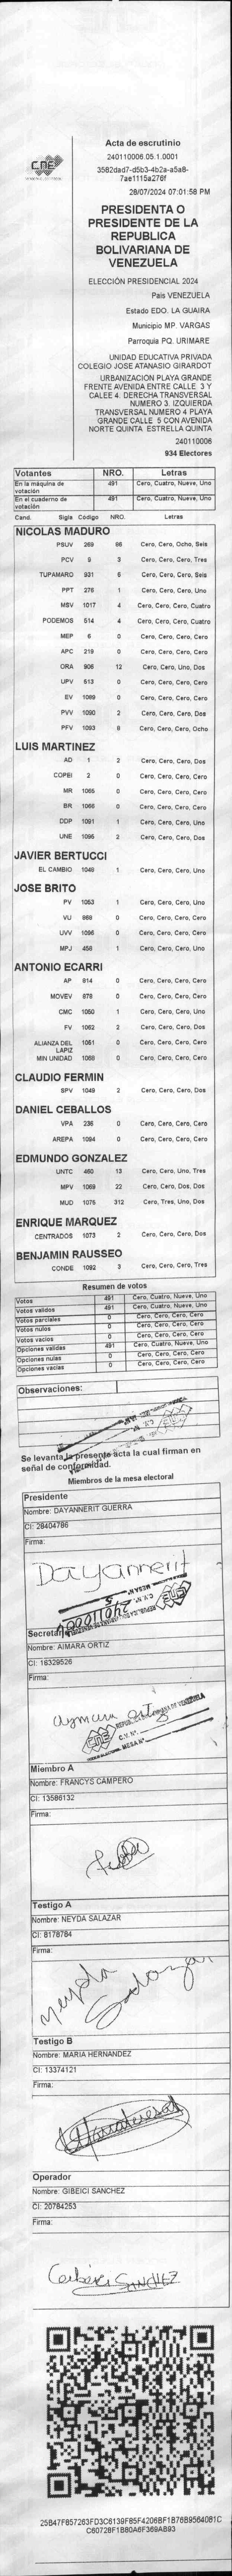 CNE
Acta de escrutinio
240110006.05.1.0001
3582dad7-d5b3-4b2a-a5a8-
7ae1115a276f
28/07/2024 07:01:58 PM
PRESIDENTA O
PRESIDENTE DE LA
REPUBLICA
BOLIVARIANA DE
VENEZUELA
ELECCIÓN PRESIDENCIAL 2024
Pais VENEZUELA
Estado EDO. LA GUAIRA
Municipio MP. VARGAS
Parroquia PQ. URIMARE
UNIDAD EDUCATIVA PRIVADA
COLEGIO JOSE ATANASIO GIRARDOT
URBANIZACIÓN PLAYA GRANDE
FRENTE AVENIDA ENTRE CALLE 3 Y
CALEE 4. DERECHA TRANSVERSAL
NUMERO 3. IZQUIERDA
TRANSVERSAL NUMERO 4 PLAYA
GRANDE CALLE 5 CON AVENIDA
NORTE QUINTA ESTRELLA QUINTA
240110006
934 Electores
Votantes NRO. Letras
En la máquina de votación 491 Cero, Cuatro, Nueve, Uno
En el cuaderno de votación 491 Cero, Cuatro, Nueve, Uno
Cand. Sigla Código NRO. Letras
NICOLAS MADURO
PSUV 269 86 Cero, Cero, Ocho, Seis
PCV 9 3 Cero, Cero, Cero, Tres
TUPAMARO 931 6 Cero, Cero, Cero, Seis
PPT 278 1 Cero, Cero, Cero, Uno
MSV 1017 4 Cero, Cero, Cero, Cuatro
PODEMOS 514 4 Cero, Cero, Cero, Cuatro
MEP 6 0 Cero, Cero, Cero, Cero
APC 219 0 Cero, Cero, Cero, Cero
ORA 906 12 Cero, Cero, Uno, Dos
UPV 513 0 Cero, Cero, Cero, Cero
EV 1089 0 Cero, Cero, Cero, Cero
PVV 1090 2 Cero, Cero, Cero, Dos
PFV 1093 8 Cero, Cero, Cero, Ocho
LUIS MARTINEZ
AD 1 2 Cero, Cero, Cero, Dos
COPEI 2 0 Cero, Cero, Cero, Cero
MR 1065 0 Cero, Cero, Cero, Cero
BR 1066 0 Cero, Cero, Cero, Cero
DDP 1091 1 Cero, Cero, Cero, Uno
UNE 1095 2 Cero, Cero, Cero, Dos
JAVIER BERTUCCI
EL CAMBIO 1048 1 Cero, Cero, Cero, Uno
JOSE BRITO
PV 1053 1 Cero, Cero, Cero, Uno
VU 868 0 Cero, Cero, Cero, Cero
UVV 1096 0 Cero, Cero, Cero, Cero
MPJ 458 1 Cero, Cero, Cero, Uno
ANTONIO ECARRI
AP 814 0 Cero, Cero, Cero, Cero
MOVEV 878 0 Cero, Cero, Cero, Cero
CMC 1050 1 Cero, Cero, Cero, Uno
FV 1062 2 Cero, Cero, Cero, Dos
ALIANZA DEL LAPIZ 1051 0 Cero, Cero, Cero, Cero
MIN UNIDAD 1068 0 Cero, Cero, Cero, Cero
CLAUDIO FERMIN
SPV 1049 2 Cero, Cero, Cero, Dos
DANIEL CEBALLOS
VPA 236 0 Cero, Cero, Cero, Cero
AREPA 1094 0 Cero, Cero, Cero, Cero
EDMUNDO GONZALEZ
UNTC 460 13 Cero, Cero, Uno, Tres
MPV 1069 22 Cero, Cero, Dos, Dos
MUD 1075 312 Cero, Tres, Uno, Dos
ENRIQUE MARQUEZ
CENTRADOS 1073 2 Cero, Cero, Cero, Dos
BENJAMIN RAUSSEO
CONDE 1092 3 Cero, Cero, Cero, Tres
Resumen de votos
Votos 491 Cero, Cuatro, Nueve, Uno
Votos validos 491 Cero, Cuatro, Nueve, Uno
Votos parciales 0 Cero, Cero, Cero, Cero
Votos nulos 0 Cero, Cero, Cero, Cero
Votos vacios 0 Cero, Cero, Cero, Cero
Opciones validas 491 Cero, Cuatro, Nueve, Uno
Opciones nulas 0 Cero, Cero, Cero, Cero
Opciones vacias 0 Cero, Cero, Cero, Cero
Observaciones:
Se levanta la presente acta la cual firman en
señal de conformidad.
Miembros de la mesa electoral
Presidente
Nombre: DAYANNERIT GUERRA
CI: 28404786
Firma:
Dayannerit
Secretar
Nombre: AIMARA ORTIZ
CI: 16329526
Firma:
aymara Ortiz
CNE
Miembro A
Nombre: FRANCYS CAMPERO
CI: 13586132
Firma:
Testigo A
Nombre: NEYDA SALAZAR
CI: 8178784
Firma:
Neyda Salazar
Testigo B
Nombre: MARIA HERNANDEZ
CI: 13374121
Firma:
Operador
Nombre: GIBEICI SANCHEZ
CI: 20784253
Firma:
SANCHEZ
25B47F657263FD3C6139F85F4206BF1B76B9564081C
C60728F1B80A6F369AB93